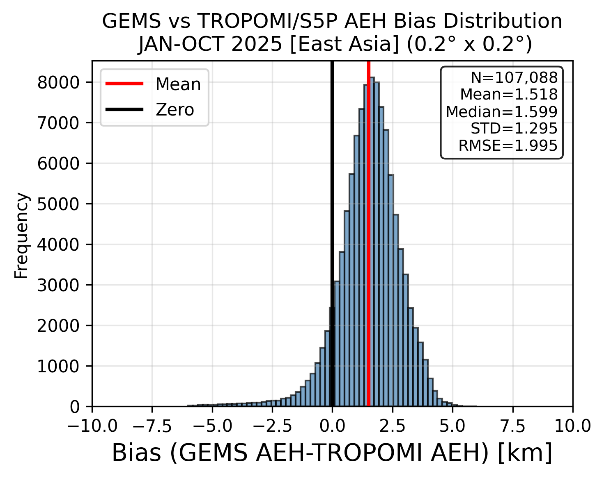 GEMS vs TROPOMI/S5P AEH Bias Distribution
JAN-OCT 2025 [East Asia] (0.2° x 0.2°)
Mean
Zero
N=107,088
Mean=1.518
Median=1.599
STD=1.295
RMSE=1.995
Frequency
8000
7000
6000
5000
4000
3000
2000
1000
0
−10.0 −7.5 −5.0 −2.5 0.0 2.5 5.0 7.5 10.0
Bias (GEMS AEH-TROPOMI AEH) [km]